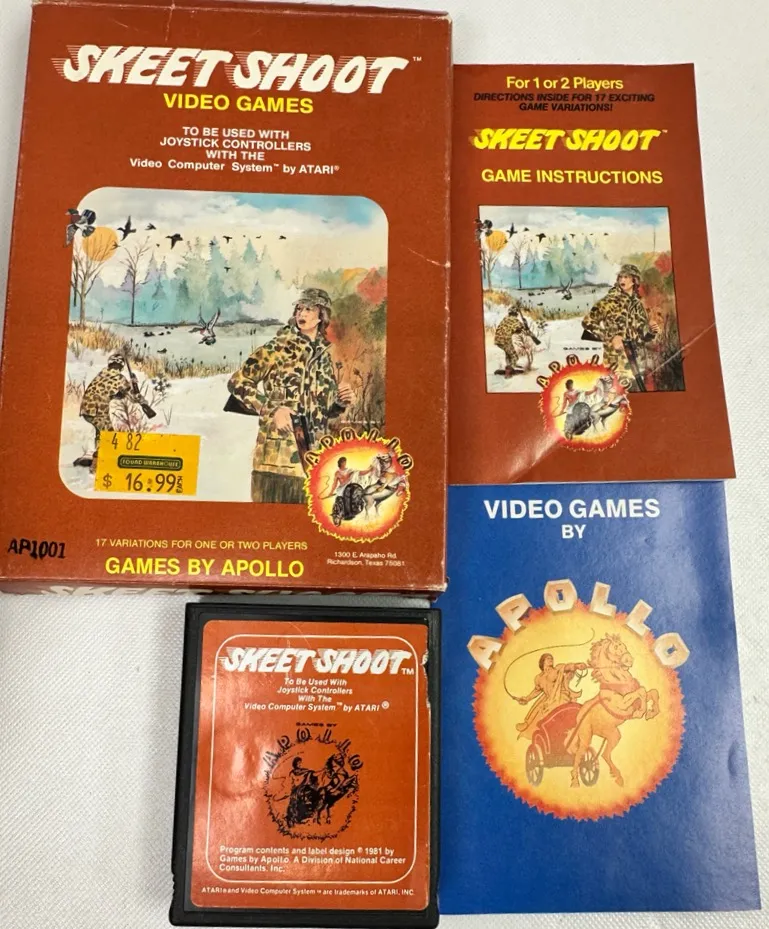 SKEET SHOOT™
VIDEO GAMES
TO BE USED WITH
JOYSTICK CONTROLLERS
WITH THE
Video Computer System™ by ATARI®
4 82
$ 16.99
APOLLO
AP1001
17 VARIATIONS FOR ONE OR TWO PLAYERS
GAMES BY APOLLO
1300 E. Arapaho Rd.
Richardson, Texas 75081
SKEET SHOOT
For 1 or 2 Players
DIRECTIONS INSIDE FOR 17 EXCITING
GAME VARIATIONS!
SKEET SHOOT™
GAME INSTRUCTIONS
GAMES BY
APOLLO
VIDEO GAMES
BY
APOLLO
SKEET SHOOT™
To Be Used With
Joystick Controllers
With The
Video Computer System™ by ATARI®
GAMES BY
APOLLO
Program contents and label design © 1981 by
Games by Apollo. A Division of National Career
Consultants, Inc.
ATARI® and Video Computer System™ are trademarks of ATARI, INC.